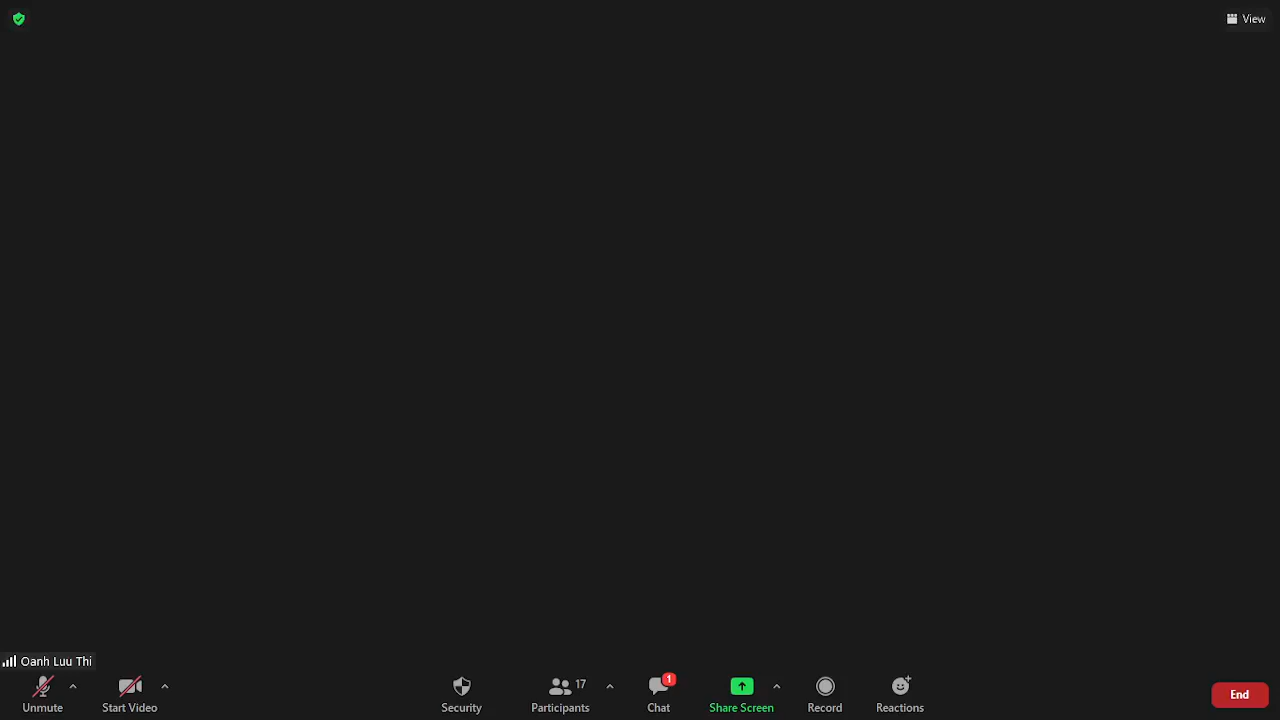 View
Oanh Luu Thi
Unmute
Start Video
Security
Participants
17
Chat
1
Share Screen
Record
Reactions
End